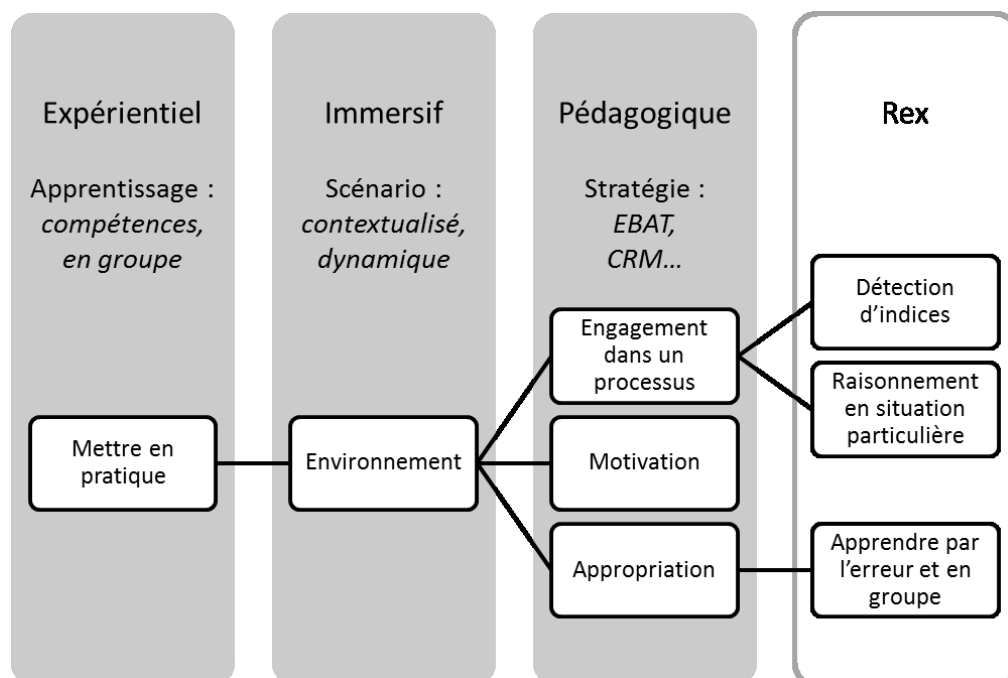 Expérientiel
Apprentissage :
compétences,
en groupe
Mettre en
pratique
Immersif
Scénario :
contextualisé,
dynamique
Environnement
Pédagogique
Stratégie :
EBAT,
CRM...
Engagement
dans un
processus
Motivation
Appropriation
Rex
Détection
d’indices
Raisonnement
en situation
particulière
Apprendre par
l’erreur et en
groupe